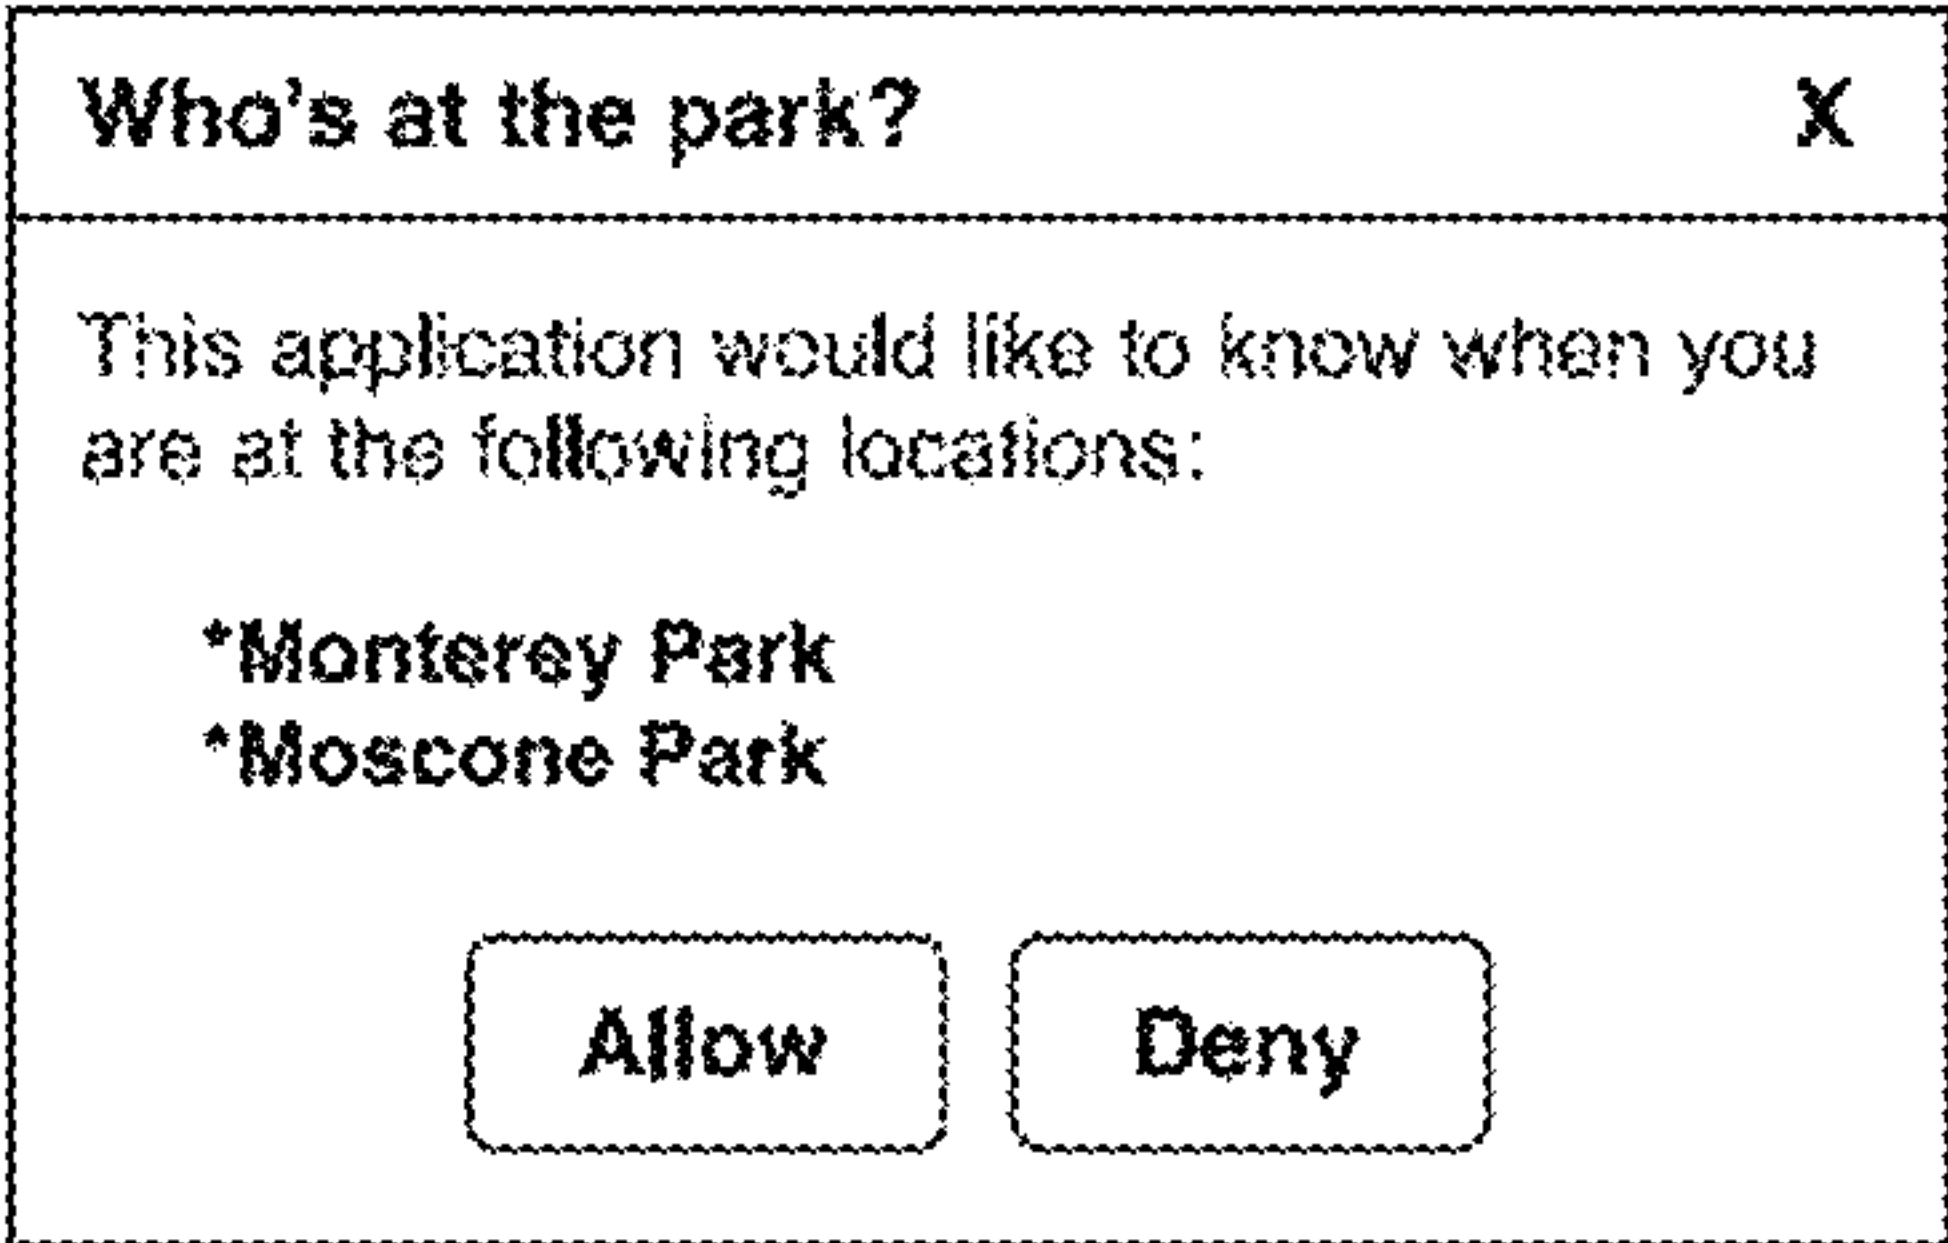 Who's at the park? X
This application would like to know when you
are at the following locations:
*Monterey Park
*Moscone Park
Allow Deny